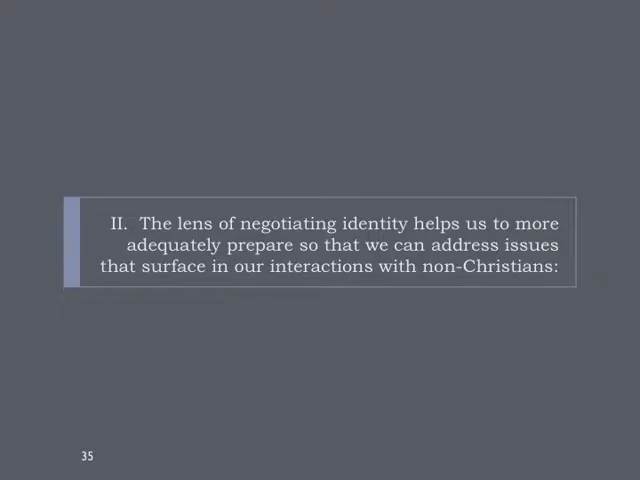 II. The lens of negotiating identity helps us to more
adequately prepare so that we can address issues
that surface in our interactions with non-Christians:
35